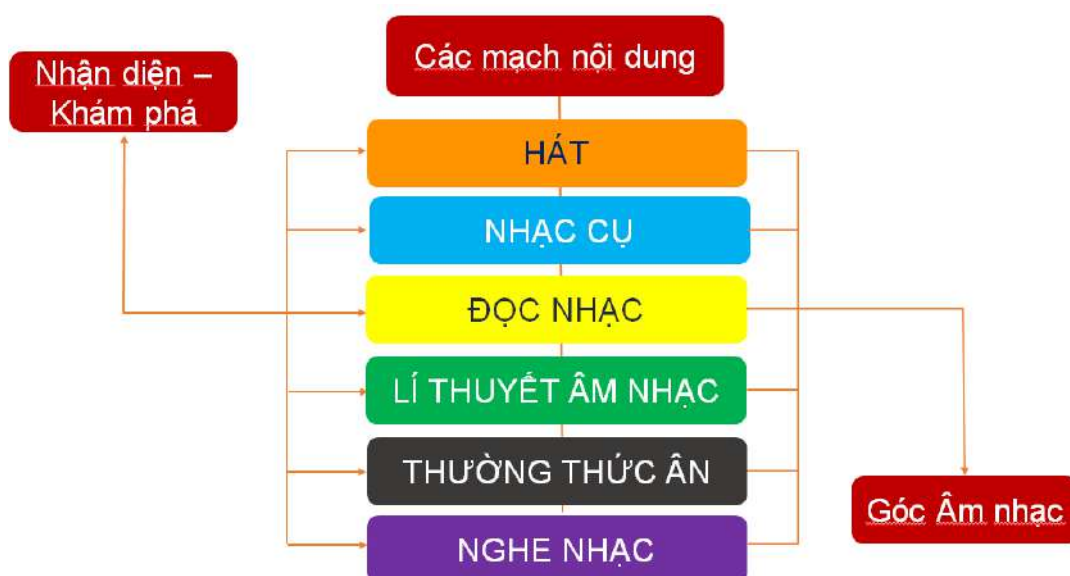 Các mạch nội dung
Nhận diện –
Khám phá
HÁT
NHẠC CỤ
ĐỌC NHẠC
LÍ THUYẾT ÂM NHẠC
THƯỜNG THỨC ÂN
Góc Âm nhạc
NGHE NHẠC